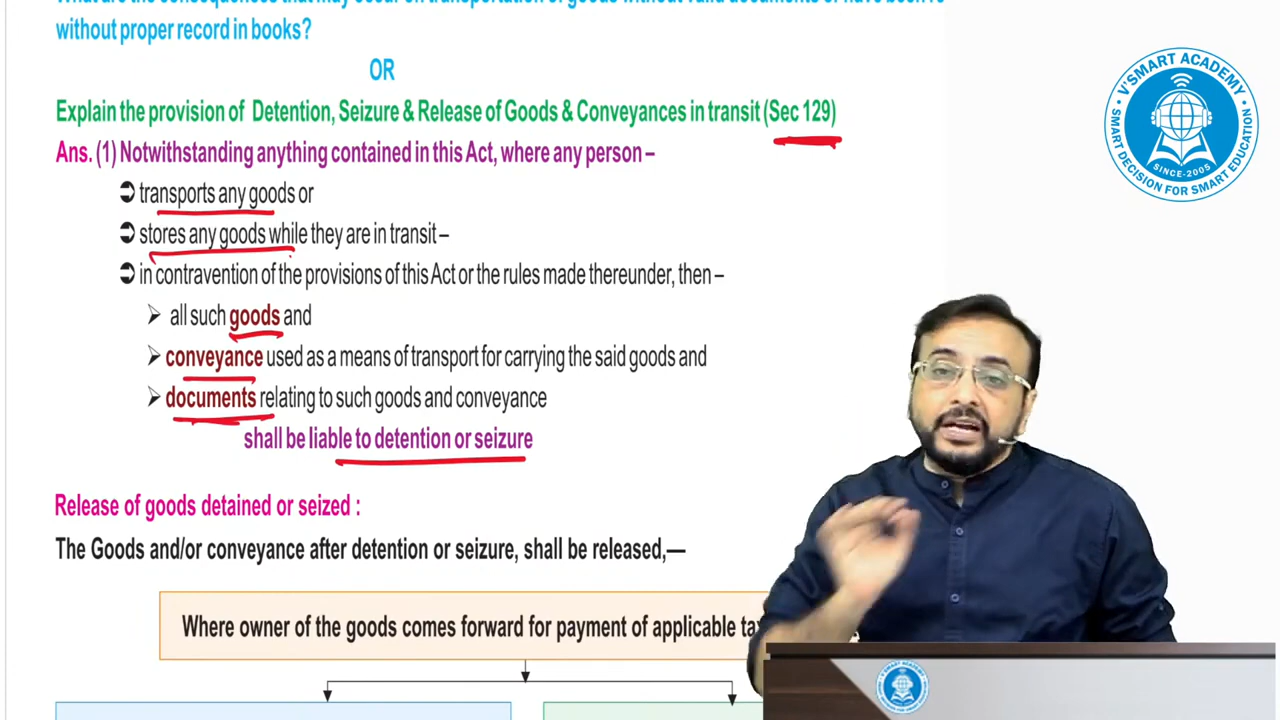 without proper record in books?
OR
Explain the provision of Detention, Seizure & Release of Goods & Conveyances in transit (Sec 129)
Ans. (1) Notwithstanding anything contained in this Act, where any person –
transports any goods or
stores any goods while they are in transit –
in contravention of the provisions of this Act or the rules made thereunder, then –
all such goods and
conveyance used as a means of transport for carrying the said goods and
documents relating to such goods and conveyance
shall be liable to detention or seizure
Release of goods detained or seized :
The Goods and/or conveyance after detention or seizure, shall be released,—
Where owner of the goods comes forward for payment of applicable
V'SMART ACADEMY
SINCE-2005
SMART DECISION FOR SMART EDUCATION